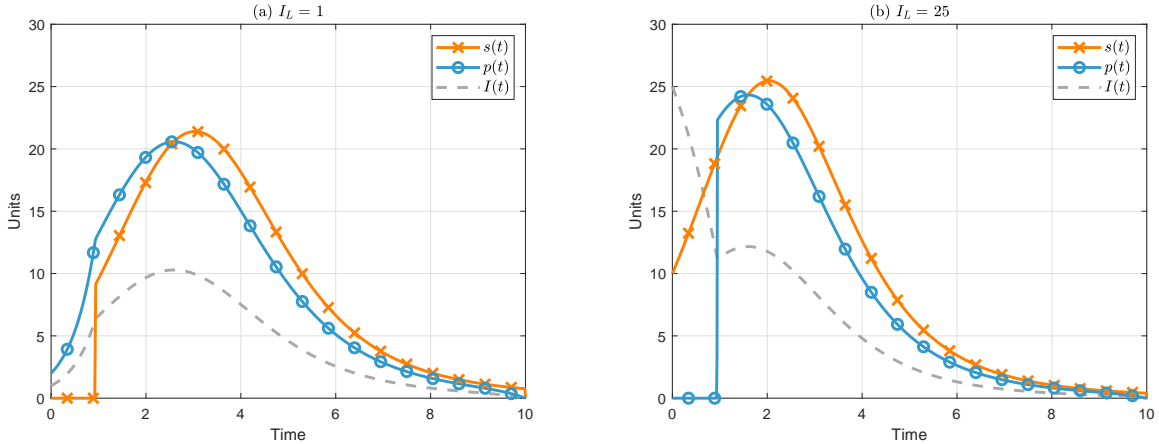 (a) I_L = 1
30
25
20
15
10
5
0
Units
0 2 4 6 8 10
Time
s(t)
p(t)
I(t)
(b) I_L = 25
30
25
20
15
10
5
0
Units
0 2 4 6 8 10
Time
s(t)
p(t)
I(t)